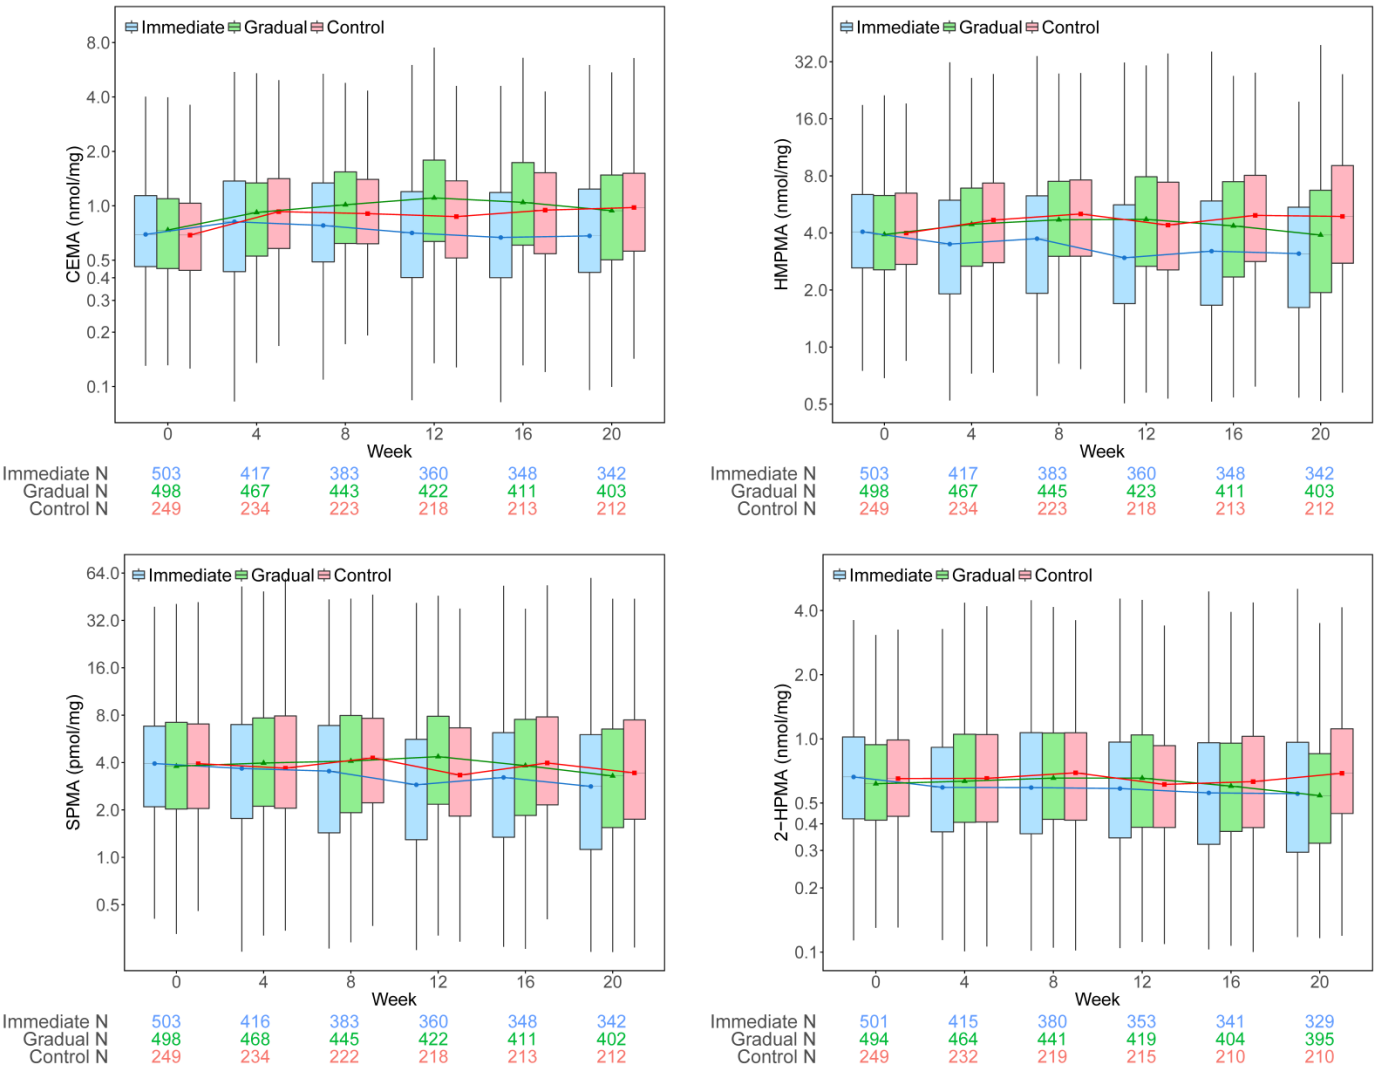 Immediate Gradual Control
CEMA (nmol/mg)
8.0
4.0
2.0
1.0
0.5
0.4
0.3
0.2
0.1
0 4 8 12 16 20
Week
Immediate N 503 417 383 360 348 342
Gradual N 498 467 443 422 411 403
Control N 249 234 223 218 213 212
Immediate Gradual Control
HMPMA (nmol/mg)
32.0
16.0
8.0
4.0
2.0
1.0
0.5
0 4 8 12 16 20
Week
Immediate N 503 417 383 360 348 342
Gradual N 498 467 445 423 411 403
Control N 249 234 223 218 213 212
Immediate Gradual Control
SPMA (pmol/mg)
64.0
32.0
16.0
8.0
4.0
2.0
1.0
0.5
0 4 8 12 16 20
Week
Immediate N 503 416 383 360 348 342
Gradual N 498 468 445 422 411 402
Control N 249 234 222 218 213 212
Immediate Gradual Control
2−HPMA (nmol/mg)
4.0
2.0
1.0
0.5
0.4
0.3
0.2
0.1
0 4 8 12 16 20
Week
Immediate N 501 415 380 353 341 329
Gradual N 494 464 441 419 404 395
Control N 249 232 219 215 210 210